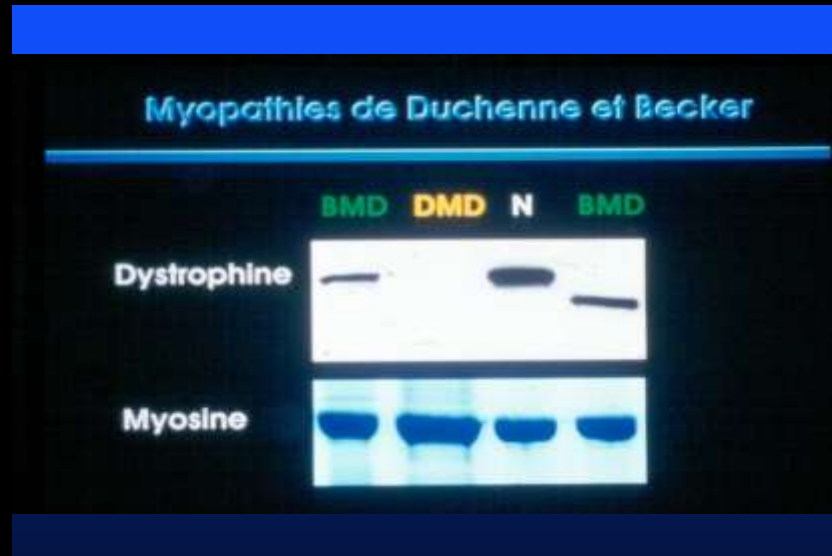 Myopathies de Duchenne et Becker
BMD DMD N BMD
Dystrophine
Myosine